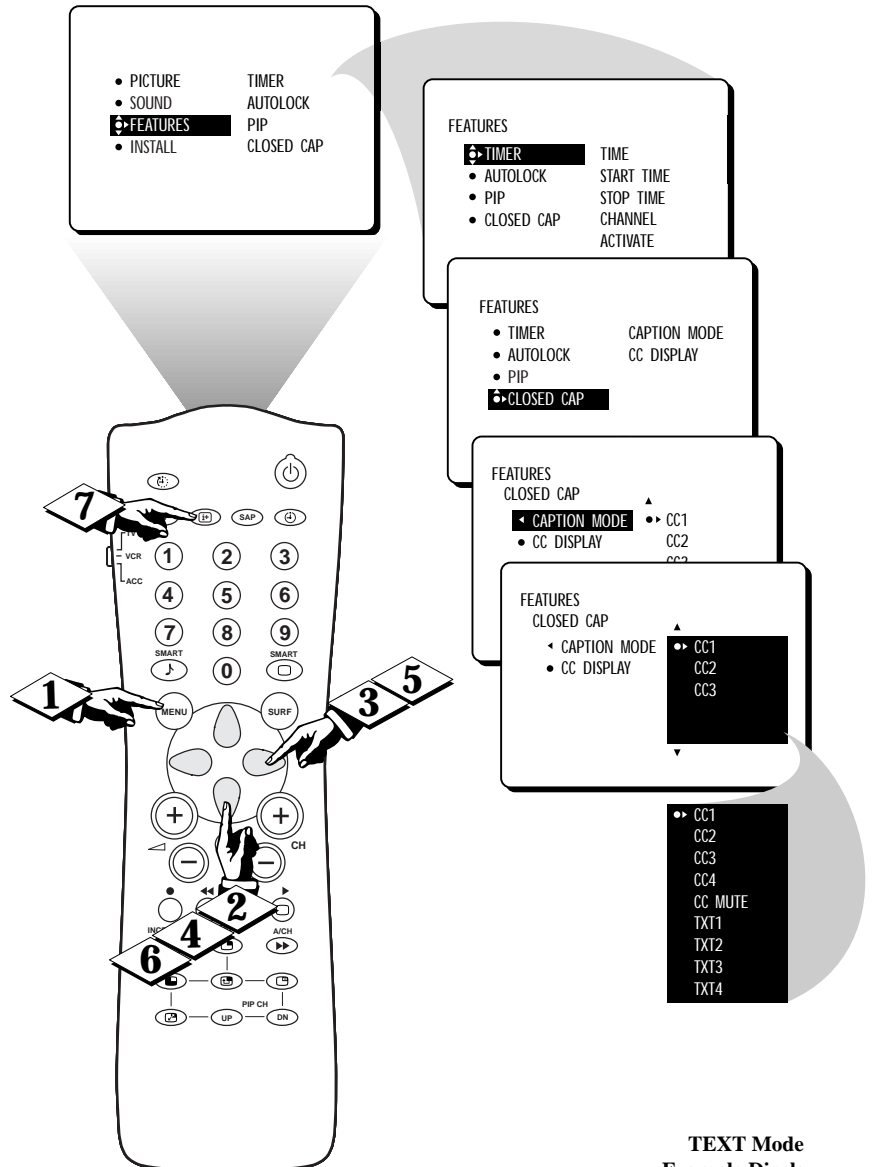 ● PICTURE TIMER
● SOUND AUTOLOCK
FEATURES PIP
● INSTALL CLOSED CAP
FEATURES
TIMER TIME
● AUTOLOCK START TIME
● PIP STOP TIME
● CLOSED CAP CHANNEL
ACTIVATE
FEATURES
● TIMER CAPTION MODE
● AUTOLOCK CC DISPLAY
● PIP
CLOSED CAP
FEATURES
CLOSED CAP
CAPTION MODE CC1
● CC DISPLAY CC2
FEATURES
CLOSED CAP
CAPTION MODE CC1
● CC DISPLAY CC2
CC3
CC1
CC2
CC3
CC4
CC MUTE
TXT1
TXT2
TXT3
TXT4
7
SAP
VCR
ACC
1 2 3
4 5 6
7 8 9
SMART SMART
0
1
MENU SURF
3 5
+ +
CH
− −
2
4
6
A/CH
PIP CH
UP DN
TEXT Mode